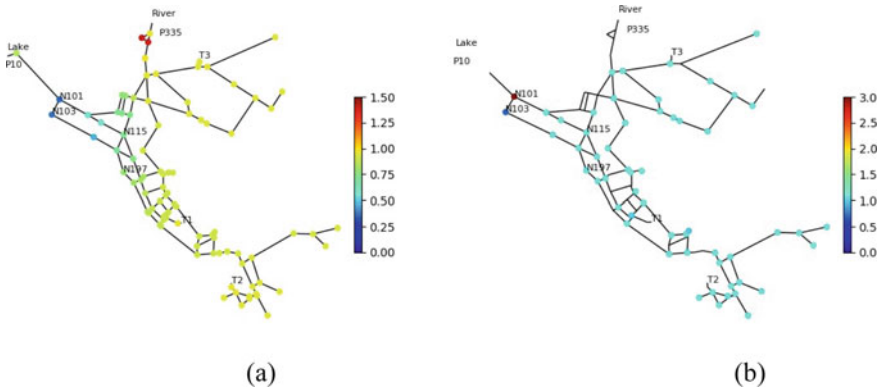 River
P335
Lake
P10
T3
N101
N103
N115
N197
T1
T2
1.50
1.25
1.00
0.75
0.50
0.25
0.00
(a)
River
P335
Lake
P10
T3
N101
N103
N115
N197
T1
T2
3.0
2.5
2.0
1.5
1.0
0.5
0.0
(b)